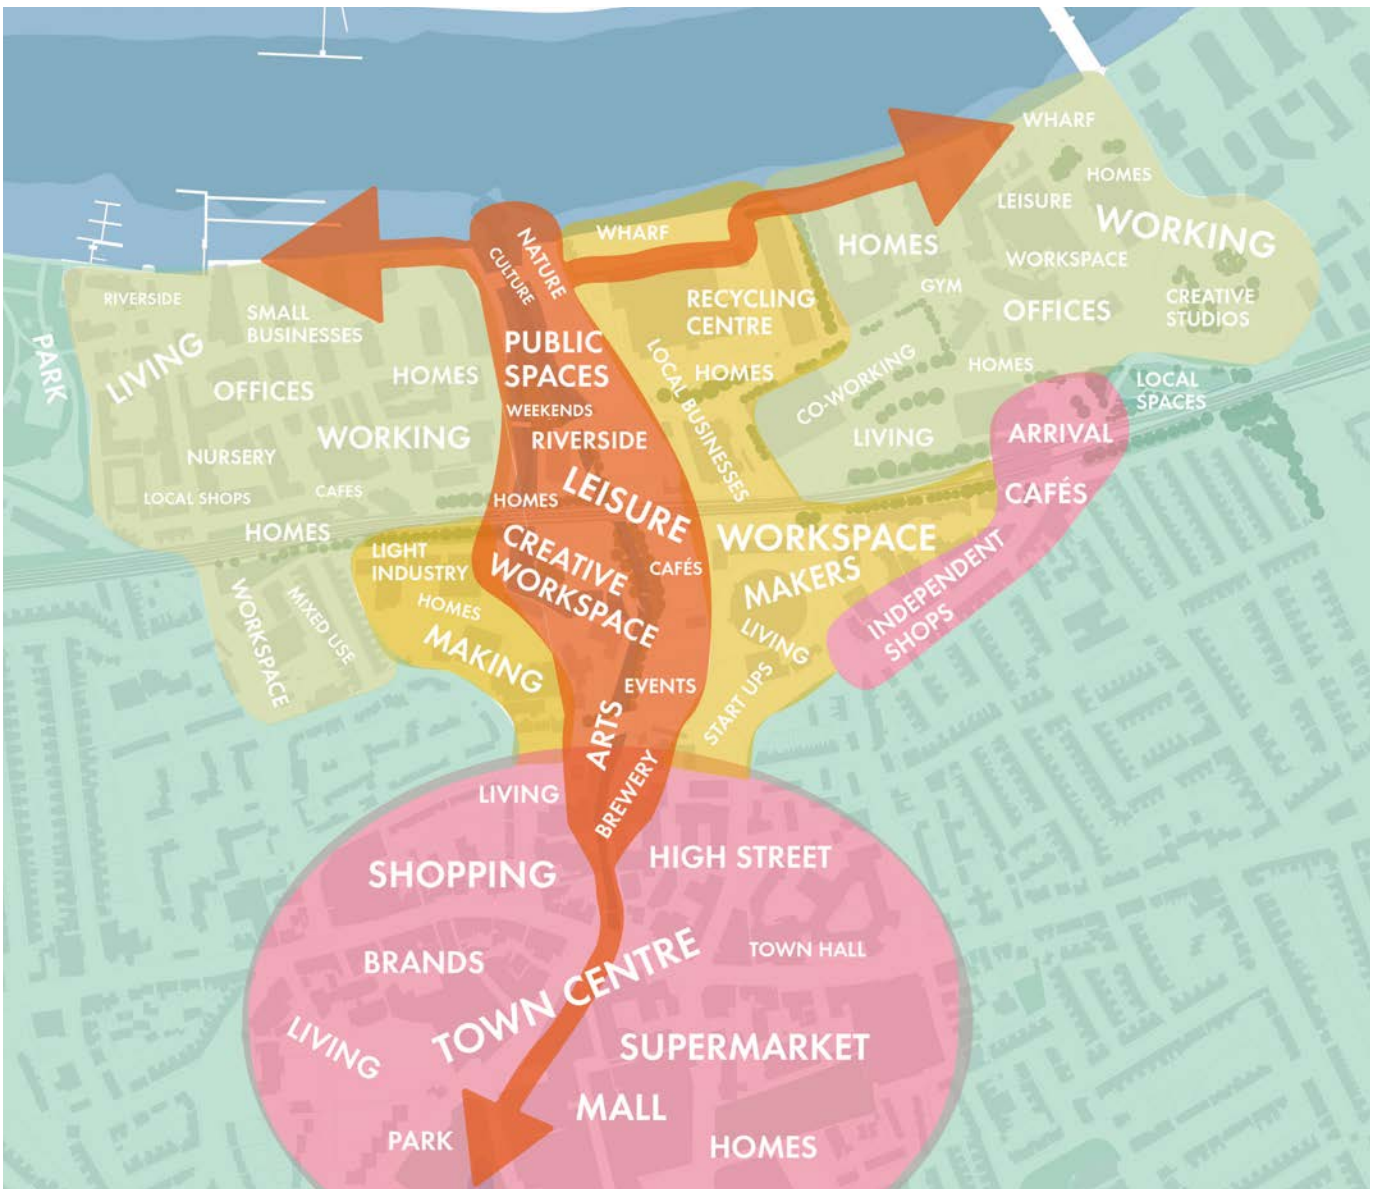 WHARF
HOMES
LEISURE
WORKING
NATURE
CULTURE
WHARF
HOMES
WORKSPACE
GYM
RIVERSIDE
SMALL
BUSINESSES
RECYCLING
CENTRE
OFFICES
CREATIVE
STUDIOS
PARK
LIVING
PUBLIC
SPACES
LOCAL BUSINESSES
HOMES
HOMES
HOMES
CO-WORKING
LOCAL
SPACES
OFFICES
WEEKENDS
RIVERSIDE
WORKING
LIVING
ARRIVAL
NURSERY
LOCAL SHOPS
CAFES
HOMES
LEISURE
CAFÉS
HOMES
LIGHT
INDUSTRY
CREATIVE
WORKSPACE
CAFÉS
WORKSPACE
MAKERS
INDEPENDENT
SHOPS
WORKSPACE
MIXED USE
HOMES
MAKING
LIVING
EVENTS
START UPS
ARTS
BREWERY
LIVING
SHOPPING
HIGH STREET
BRANDS
TOWN CENTRE
TOWN HALL
LIVING
SUPERMARKET
MALL
PARK
HOMES